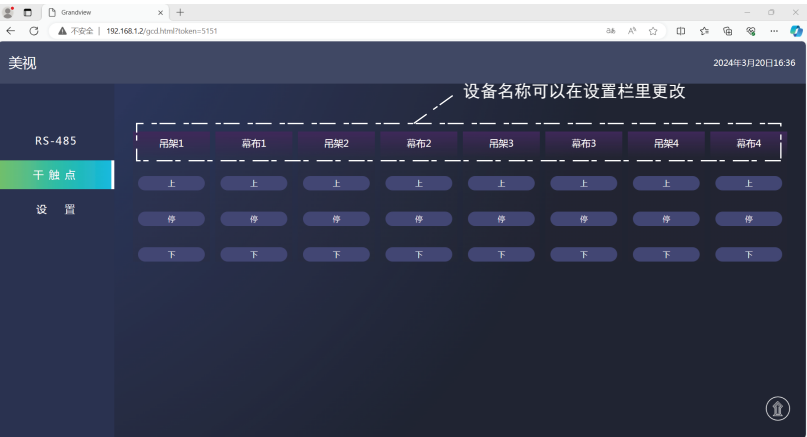 Grandview
不安全 | 192.168.1.2/gcd.html?token=5151
美视
2024年3月20日16:36
设备名称可以在设置栏里更改
RS-485
吊架1 幕布1 吊架2 幕布2 吊架3 幕布3 吊架4 幕布4
干触点
上 上 上 上 上 上 上 上
设 置
停 停 停 停 停 停 停 停
下 下 下 下 下 下 下 下